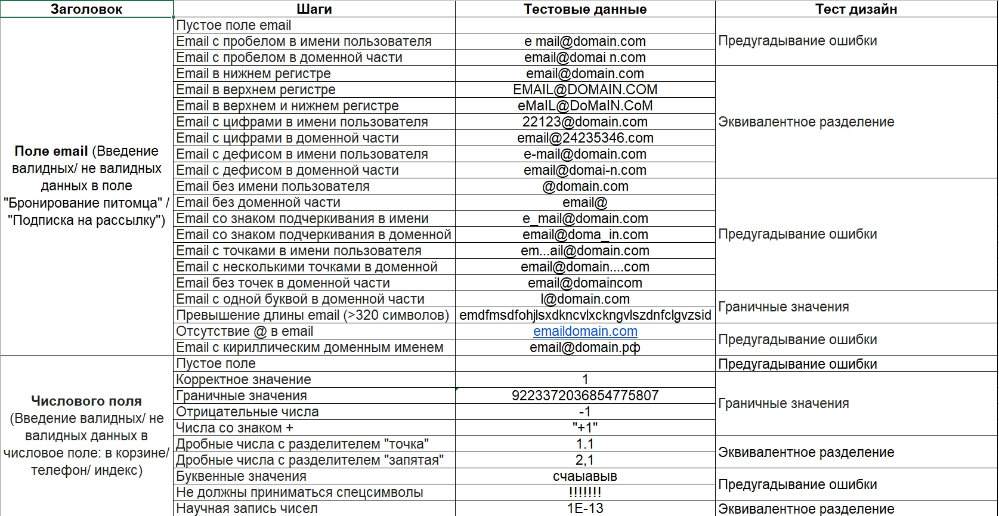 Заголовок Шаги Тестовые данные Тест дизайн
Поле email (Введение
валидных/ не валидных
данных в поле
"Бронирование питомца" /
"Подписка на рассылку")
Пустое поле email
Email с пробелом в имени пользователя e mail@domain.com
Email с пробелом в доменной части email@domai n.com
Предугадывание ошибки
Email в нижнем регистре email@domain.com
Email в верхнем регистре EMAIL@DOMAIN.COM
Email в верхнем и нижнем регистре eMaIL@DoMaIN.CoM
Email с цифрами в имени пользователя 22123@domain.com
Email с цифрами в доменной части email@24235346.com
Email с дефисом в имени пользователя e-mail@domain.com
Email с дефисом в доменной части email@domai-n.com
Эквивалентное разделение
Email без имени пользователя @domain.com
Email без доменной части email@
Email со знаком подчеркивания в имени e_mail@domain.com
Email со знаком подчеркивания в доменной email@doma_in.com
Email с точками в имени пользователя em...ail@domain.com
Email с несколькими точками в доменной email@domain....com
Email без точек в доменной части email@domaincom
Предугадывание ошибки
Email с одной буквой в доменной части l@domain.com
Превышение длины email (>320 символов) emdfmsdfohjlsxdkncvlxckngvlszdnfclgvzsid
Граничные значения
Отсутствие @ в email emaildomain.com
Email с кириллическим доменным именем email@domain.рф
Предугадывание ошибки
Числового поля
(Введение валидных/ не
валидных данных в
числовое поле: в корзине/
телефон/ индекс)
Пустое поле Предугадывание ошибки
Корректное значение 1
Граничные значения 9223372036854775807
Отрицательные числа -1
Числа со знаком + "+1"
Граничные значения
Дробные числа с разделителем "точка" 1.1
Дробные числа с разделителем "запятая" 2,1
Эквивалентное разделение
Буквенные значения счаыавыв
Не должны приниматься спецсимволы !!!!!!!
Предугадывание ошибки
Научная запись чисел 1E-13 Эквивалентное разделение